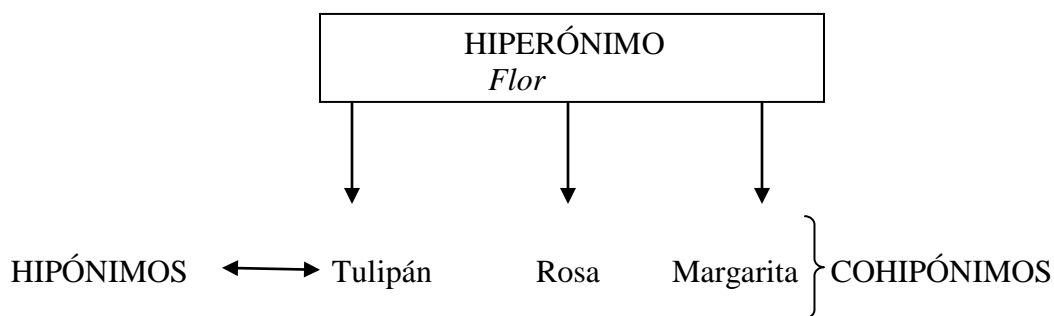 HIPERÓNIMO
Flor
HIPÓNIMOS Tulipán Rosa Margarita COHIPÓNIMOS